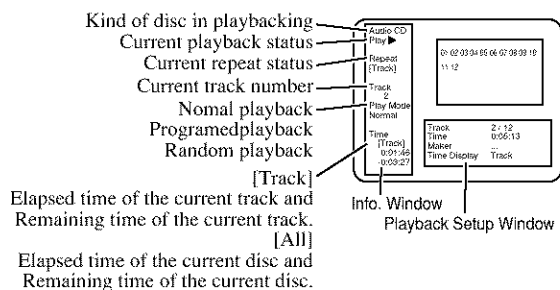 Kind of disc in playbacking
Current playback status
Current repeat status
Current track number
Nomal playback
Programedplayback
Random playback
[Track]
Elapsed time of the current track and
Remaining time of the current track.
[All]
Elapsed time of the current disc and
Remaining time of the current disc.
Audio CD
Play ▶
Repeat
[Track]
Track
2
Play Mode
Normal
Time
[Track]
0:01:46
-0:03:27
01 02 03 04 05 06 07 08 09 10
11 12
Track 2 / 12
Time 0:05:13
Maker ...
Time Display Track
Info. Window
Playback Setup Window